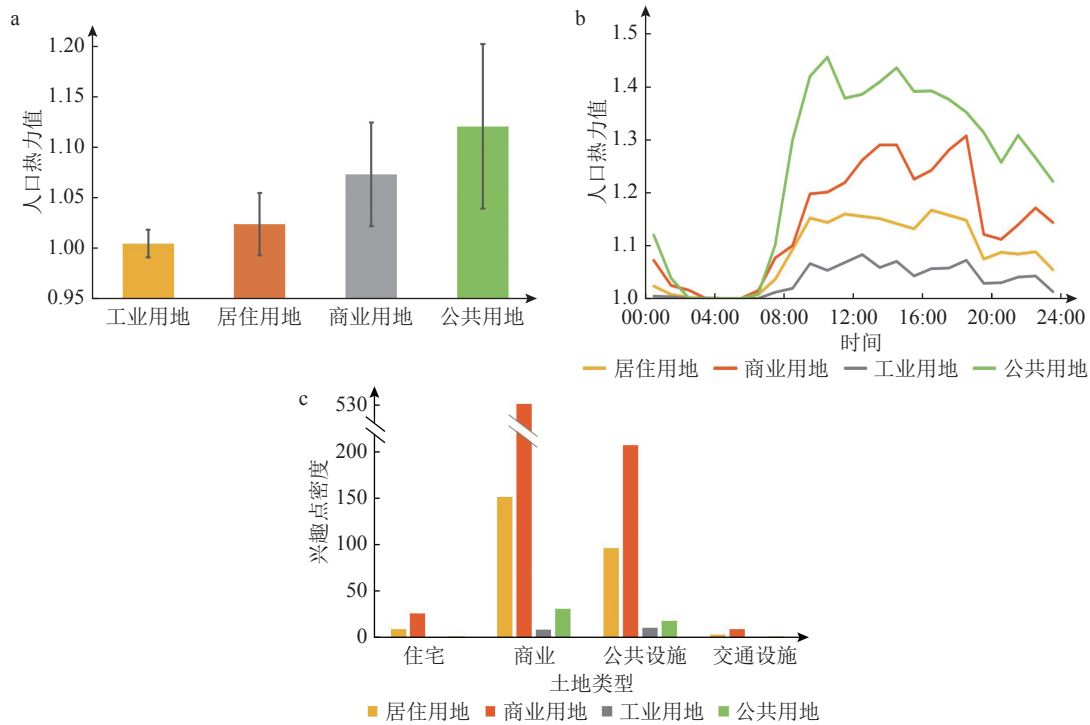 a
人口热力值
1.20
1.15
1.10
1.05
1.00
0.95
工业用地 居住用地 商业用地 公共用地
b
人口热力值
1.5
1.4
1.3
1.2
1.1
1.0
00:00 04:00 08:00 12:00 16:00 20:00 24:00
时间
居住用地 商业用地 工业用地 公共用地
c
兴趣点密度
530
200
150
100
50
0
住宅 商业 公共设施 交通设施
土地类型
居住用地 商业用地 工业用地 公共用地